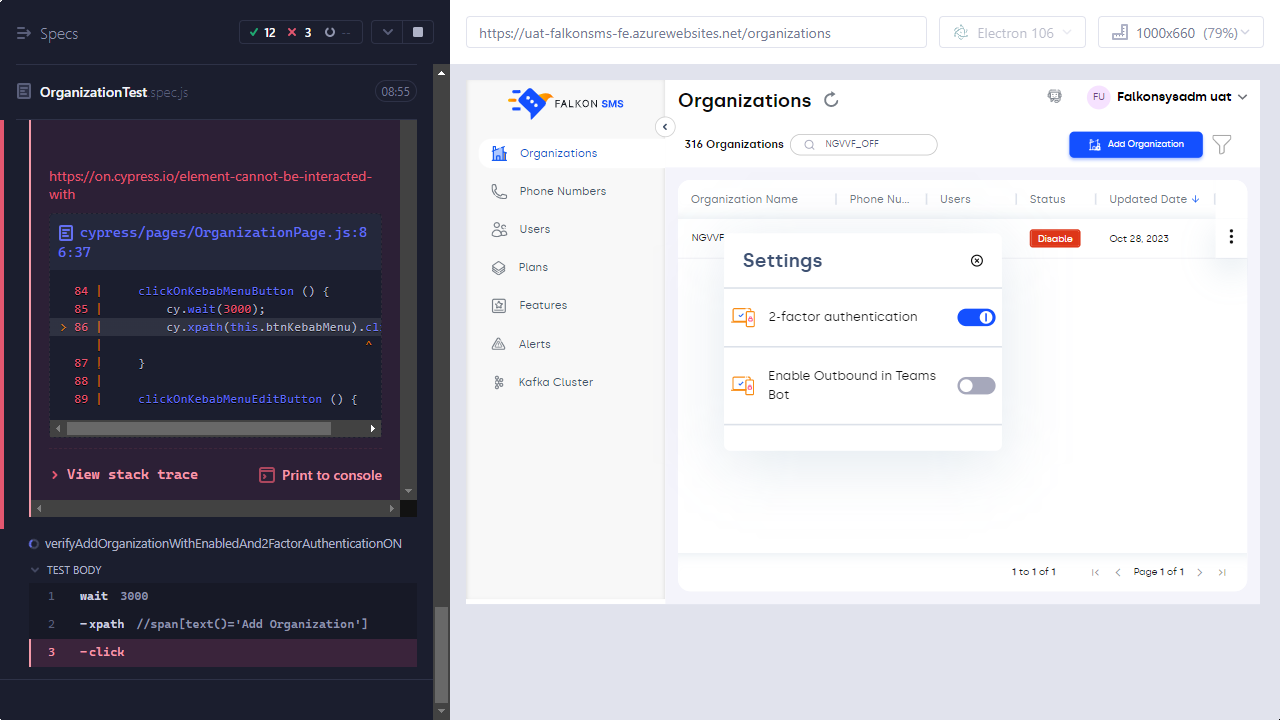 Specs
12
3
--
https://uat-falkonsms-fe.azurewebsites.net/organizations
Electron 106
1000x660 (79%)
OrganizationTest.spec.js
08:55
https://on.cypress.io/element-cannot-be-interacted-
with
cypress/pages/OrganizationPage.js:8
6:37
84 | clickOnKebabMenuButton () {
85 | cy.wait(3000);
> 86 | cy.xpath(this.btnKebabMenu).cl
| ^
87 | }
88 |
89 | clickOnKebabMenuEditButton () {
View stack trace
Print to console
verifyAddOrganizationWithEnabledAnd2FactorAuthenticationON
TEST BODY
1 wait 3000
2 -xpath //span[text()='Add Organization']
3 -click
FALKON SMS
Organizations
Phone Numbers
Users
Plans
Features
Alerts
Kafka Cluster
Organizations
FU
Falkonsysadm uat
316 Organizations
NGVVF_OFF
Add Organization
Organization Name
Phone Nu...
Users
Status
Updated Date
NGVVF
Disable
Oct 28, 2023
Settings
2-factor authentication
Enable Outbound in Teams
Bot
1 to 1 of 1
Page 1 of 1